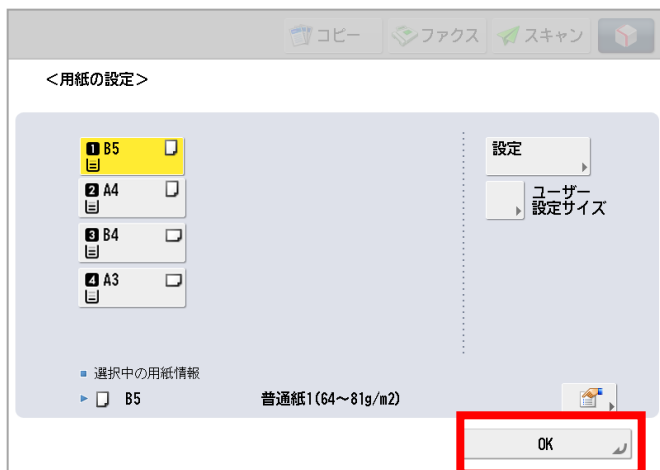 コピー ファクス スキャン
<用紙の設定>
1 B5
2 A4
3 B4
4 A3
設定
ユーザー
設定サイズ
選択中の用紙情報
B5 普通紙1(64～81g/m2)
OK